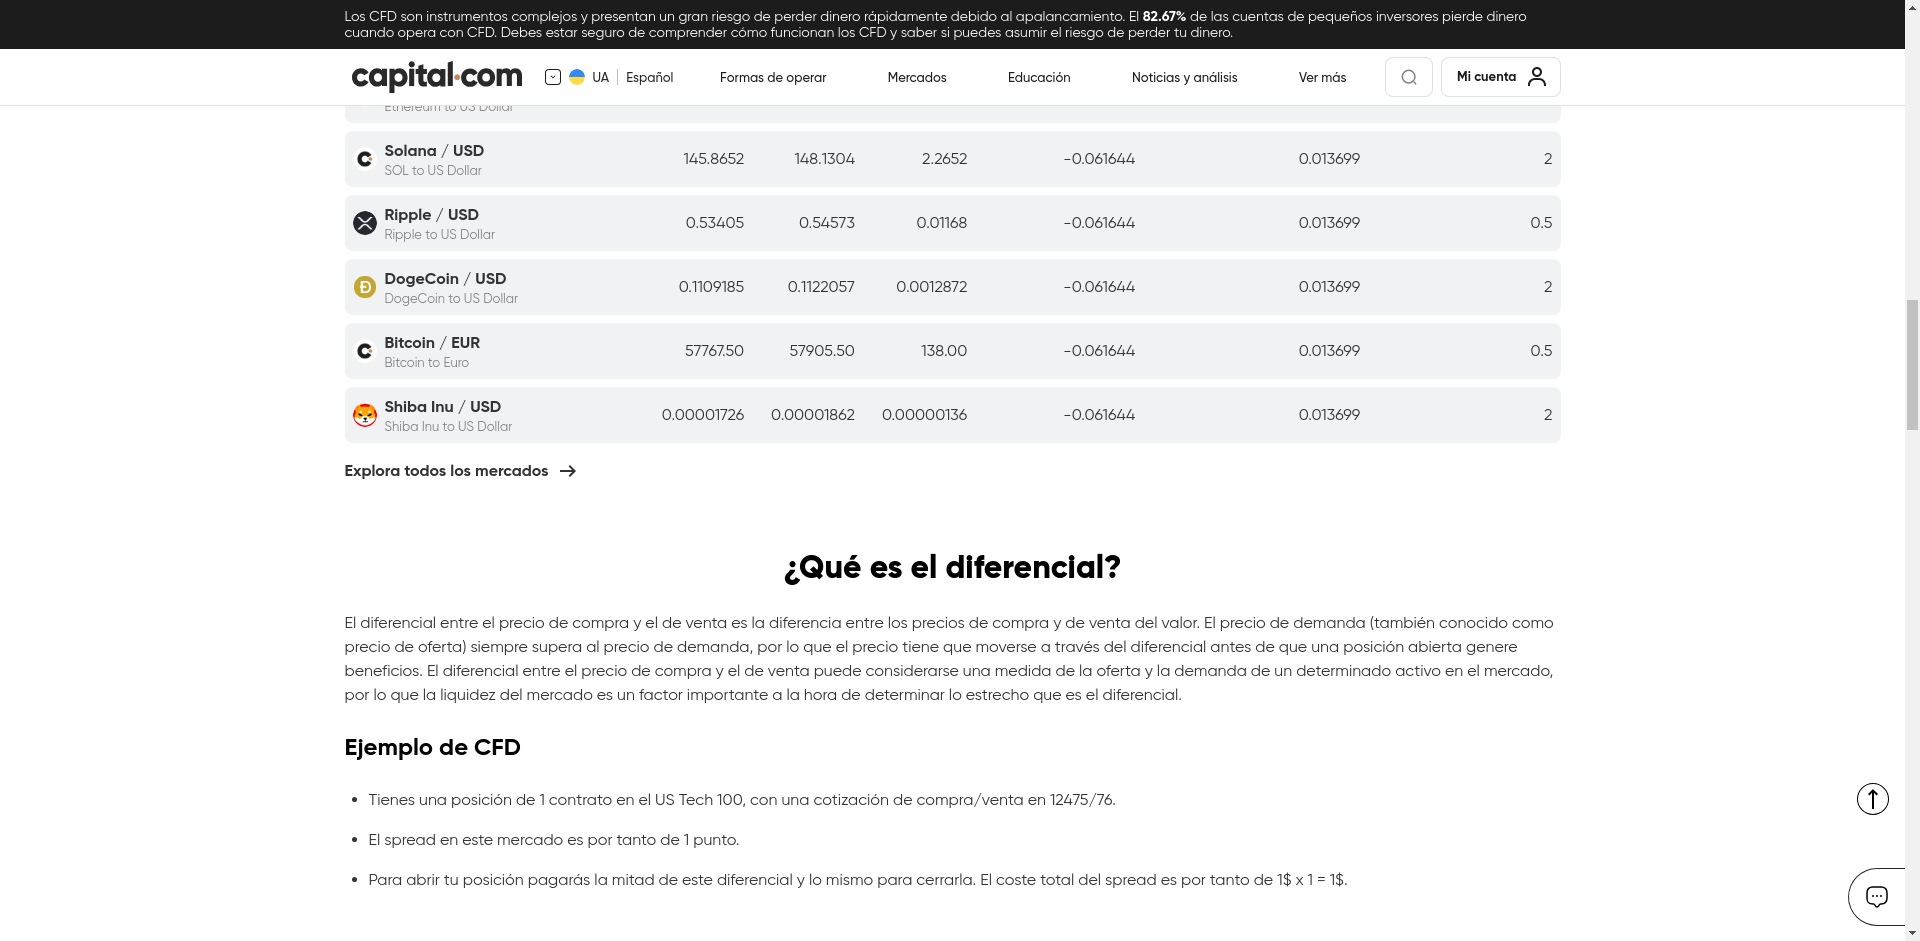 Los CFD son instrumentos complejos y presentan un gran riesgo de perder dinero rápidamente debido al apalancamiento. El 82.67% de las cuentas de pequeños inversores pierde dinero
cuando opera con CFD. Debes estar seguro de comprender cómo funcionan los CFD y saber si puedes asumir el riesgo de perder tu dinero.
capital.com UA Español Formas de operar Mercados Educación Noticias y análisis Ver más Mi cuenta
Ethereum to US Dollar
Solana / USD
SOL to US Dollar
145.8652 148.1304 2.2652 -0.061644 0.013699 2
Ripple / USD
Ripple to US Dollar
0.53405 0.54573 0.01168 -0.061644 0.013699 0.5
DogeCoin / USD
DogeCoin to US Dollar
0.1109185 0.1122057 0.0012872 -0.061644 0.013699 2
Bitcoin / EUR
Bitcoin to Euro
57767.50 57905.50 138.00 -0.061644 0.013699 0.5
Shiba Inu / USD
Shiba Inu to US Dollar
0.00001726 0.00001862 0.00000136 -0.061644 0.013699 2
Explora todos los mercados →
¿Qué es el diferencial?
El diferencial entre el precio de compra y el de venta es la diferencia entre los precios de compra y de venta del valor. El precio de demanda (también conocido como
precio de oferta) siempre supera al precio de demanda, por lo que el precio tiene que moverse a través del diferencial antes de que una posición abierta genere
beneficios. El diferencial entre el precio de compra y el de venta puede considerarse una medida de la oferta y la demanda de un determinado activo en el mercado,
por lo que la liquidez del mercado es un factor importante a la hora de determinar lo estrecho que es el diferencial.
Ejemplo de CFD
• Tienes una posición de 1 contrato en el US Tech 100, con una cotización de compra/venta en 12475/76.
• El spread en este mercado es por tanto de 1 punto.
• Para abrir tu posición pagarás la mitad de este diferencial y lo mismo para cerrarla. El coste total del spread es por tanto de 1$ x 1 = 1$.